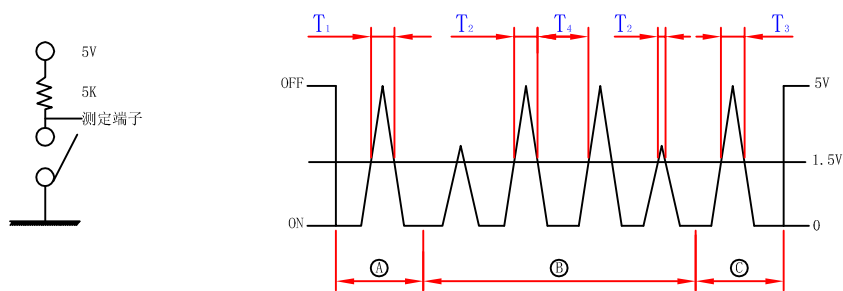 5V
5K
测定端子
T₁ T₂ T₄ T₂ T₃
OFF 5V
1.5V
ON 0
A B C